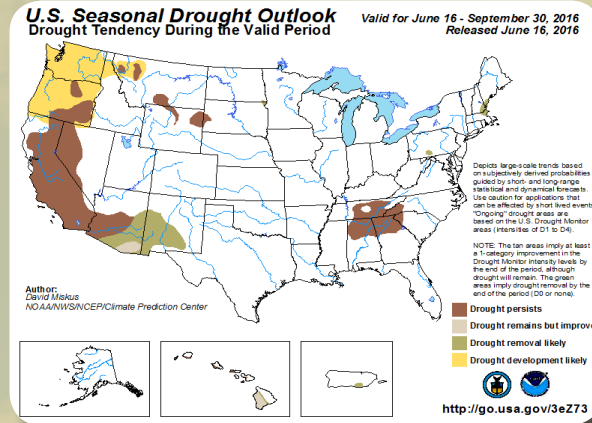 U.S. Seasonal Drought Outlook
Drought Tendency During the Valid Period
Valid for June 16 - September 30, 2016
Released June 16, 2016
Depicts large-scale trends based
on subjectively derived probabilities
guided by short- and long-range
statistical and dynamical forecasts.
Use caution for applications that
can be affected by short lived events.
"Ongoing" drought areas are
based on the U.S. Drought Monitor
areas (intensities of D1 to D4).
NOTE: The tan areas imply at least
a 1-category improvement in the
Drought Monitor intensity levels by
the end of the period, although
drought will remain. The green
areas imply drought removal by the
end of the period (D0 or none).
Author:
David Miskus
NOAA/NWS/NCEP/Climate Prediction Center
Drought persists
Drought remains but improve
Drought removal likely
Drought development likely
http://go.usa.gov/3eZ73